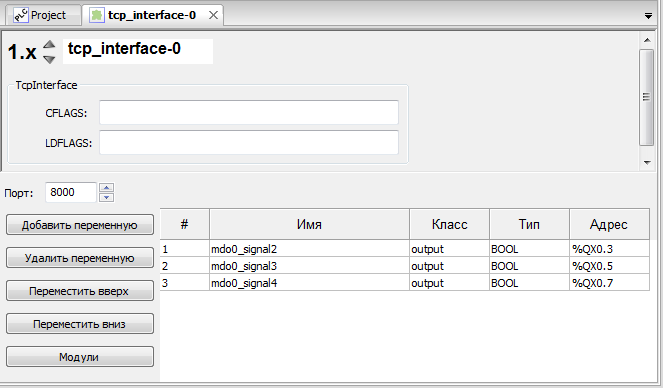 PLC Project tcp_interface-0
1.x tcp_interface-0
TcpInterface
CFLAGS:
LDFLAGS:
Порт: 8000
Добавить переменную
Удалить переменную
Переместить вверх
Переместить вниз
Модули
# Имя Класс Тип Адрес
1 mdo0_signal2 output BOOL %QX0.3
2 mdo0_signal3 output BOOL %QX0.5
3 mdo0_signal4 output BOOL %QX0.7